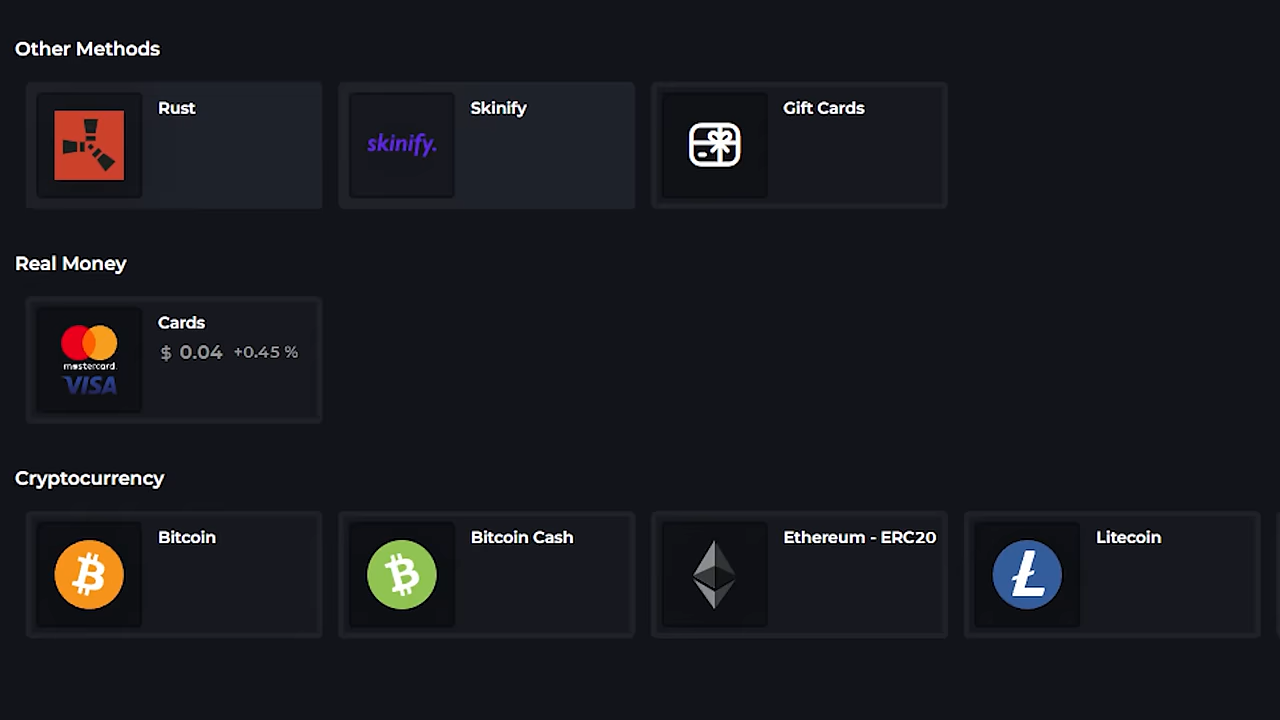 Other Methods
Rust
skinify.
Skinify
Gift Cards
Real Money
mastercard.
VISA
Cards
$ 0.04 +0.45 %
Cryptocurrency
Bitcoin
Bitcoin Cash
Ethereum - ERC20
Litecoin